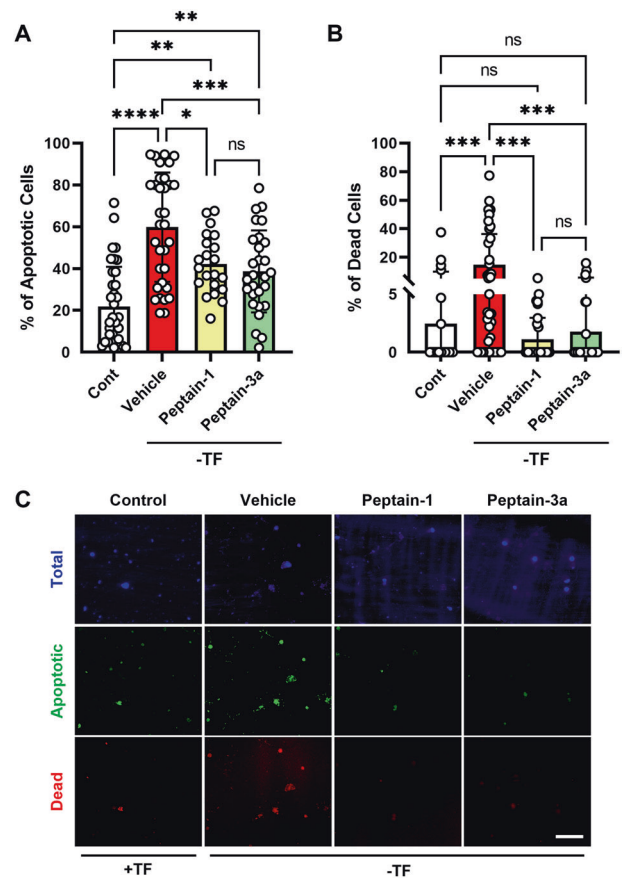 A
**
**
***
****
*
ns
% of Apoptotic Cells
100
80
60
40
20
0
Cont
Vehicle
Peptain-1
Peptain-3a
-TF
B
ns
ns
***
***
***
ns
% of Dead Cells
100
80
60
40
20
5
0
Cont
Vehicle
Peptain-1
Peptain-3a
-TF
C
Control
Vehicle
Peptain-1
Peptain-3a
Total
Apoptotic
Dead
+TF
-TF